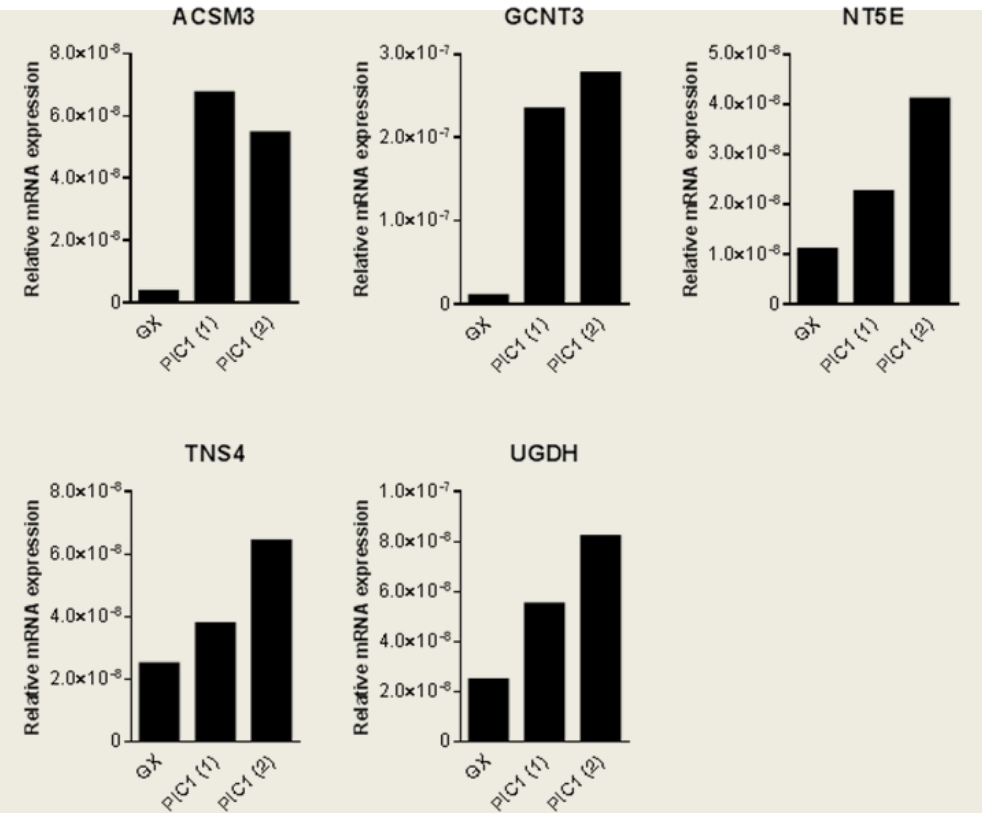 ACSM3
Relative mRNA expression
8.0×10⁻⁸
6.0×10⁻⁸
4.0×10⁻⁸
2.0×10⁻⁸
0
GX
PIC1 (1)
PIC1 (2)
GCNT3
Relative mRNA expression
3.0×10⁻⁷
2.0×10⁻⁷
1.0×10⁻⁷
0
GX
PIC1 (1)
PIC1 (2)
NT5E
Relative mRNA expression
5.0×10⁻⁸
4.0×10⁻⁸
3.0×10⁻⁸
2.0×10⁻⁸
1.0×10⁻⁸
0
GX
PIC1 (1)
PIC1 (2)
TNS4
Relative mRNA expression
8.0×10⁻⁸
6.0×10⁻⁸
4.0×10⁻⁸
2.0×10⁻⁸
0
GX
PIC1 (1)
PIC1 (2)
UGDH
Relative mRNA expression
1.0×10⁻⁷
8.0×10⁻⁸
6.0×10⁻⁸
4.0×10⁻⁸
2.0×10⁻⁸
0
GX
PIC1 (1)
PIC1 (2)